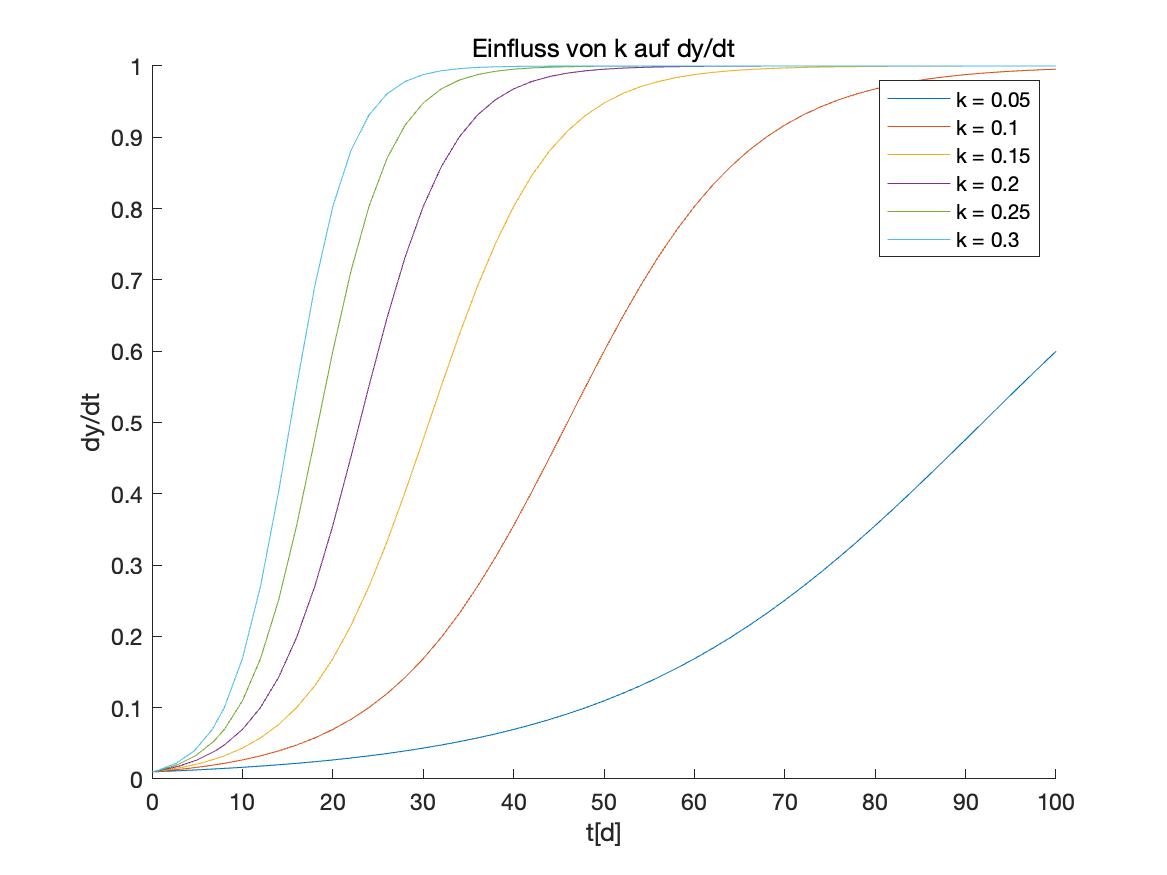 Einfluss von k auf dy/dt
1
0.9
0.8
0.7
0.6
0.5
0.4
0.3
0.2
0.1
0
dy/dt
k = 0.05
k = 0.1
k = 0.15
k = 0.2
k = 0.25
k = 0.3
0 10 20 30 40 50 60 70 80 90 100
t[d]